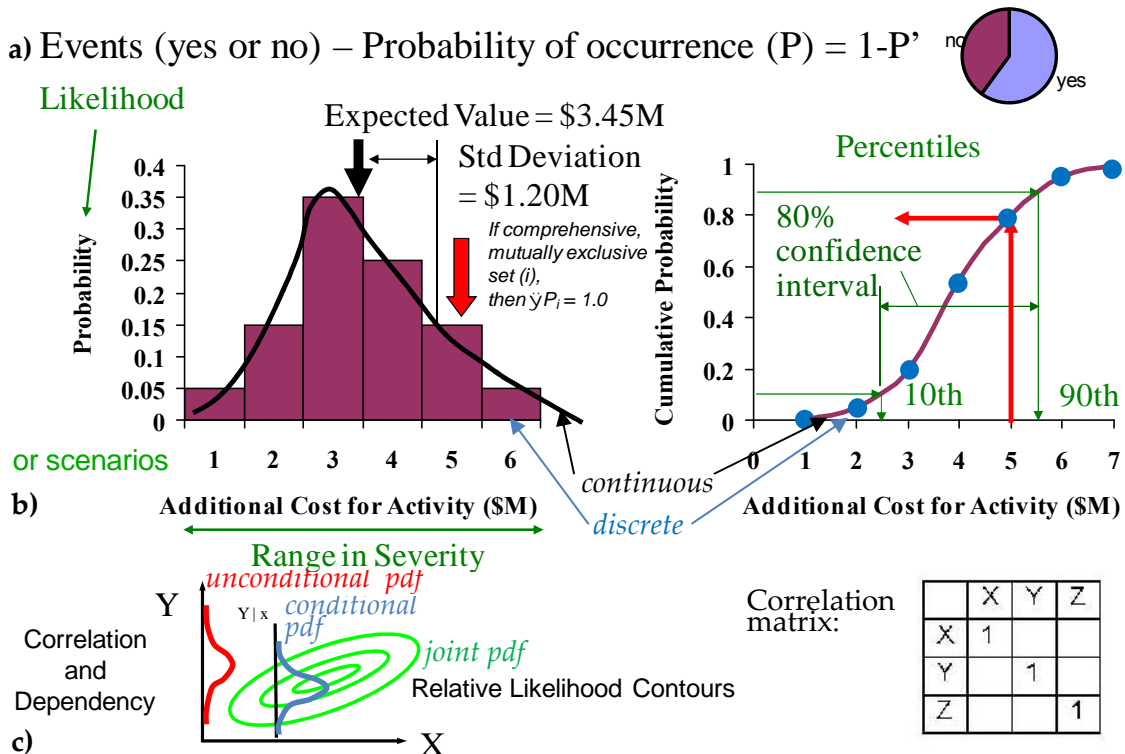 a) Events (yes or no) – Probability of occurrence (P) = 1-P’
no
yes
Likelihood
Expected Value = $3.45M
Std Deviation
= $1.20M
If comprehensive,
mutually exclusive
set (i),
then ÿP i = 1.0
Probability
0.4
0.35
0.3
0.25
0.2
0.15
0.1
0.05
0
or scenarios
1 2 3 4 5 6
b)
Additional Cost for Activity ($M)
Range in Severity
continuous
discrete
Percentiles
80%
confidence
interval
10th
90th
Cumulative Probability
1
0.8
0.6
0.4
0.2
0
0 1 2 3 4 5 6 7
Additional Cost for Activity ($M)
unconditional pdf
Y
Y | x
conditional
pdf
joint pdf
Correlation
and
Dependency
Relative Likelihood Contours
X
c)
Correlation
matrix:
X Y Z
X 1
Y 1
Z 1